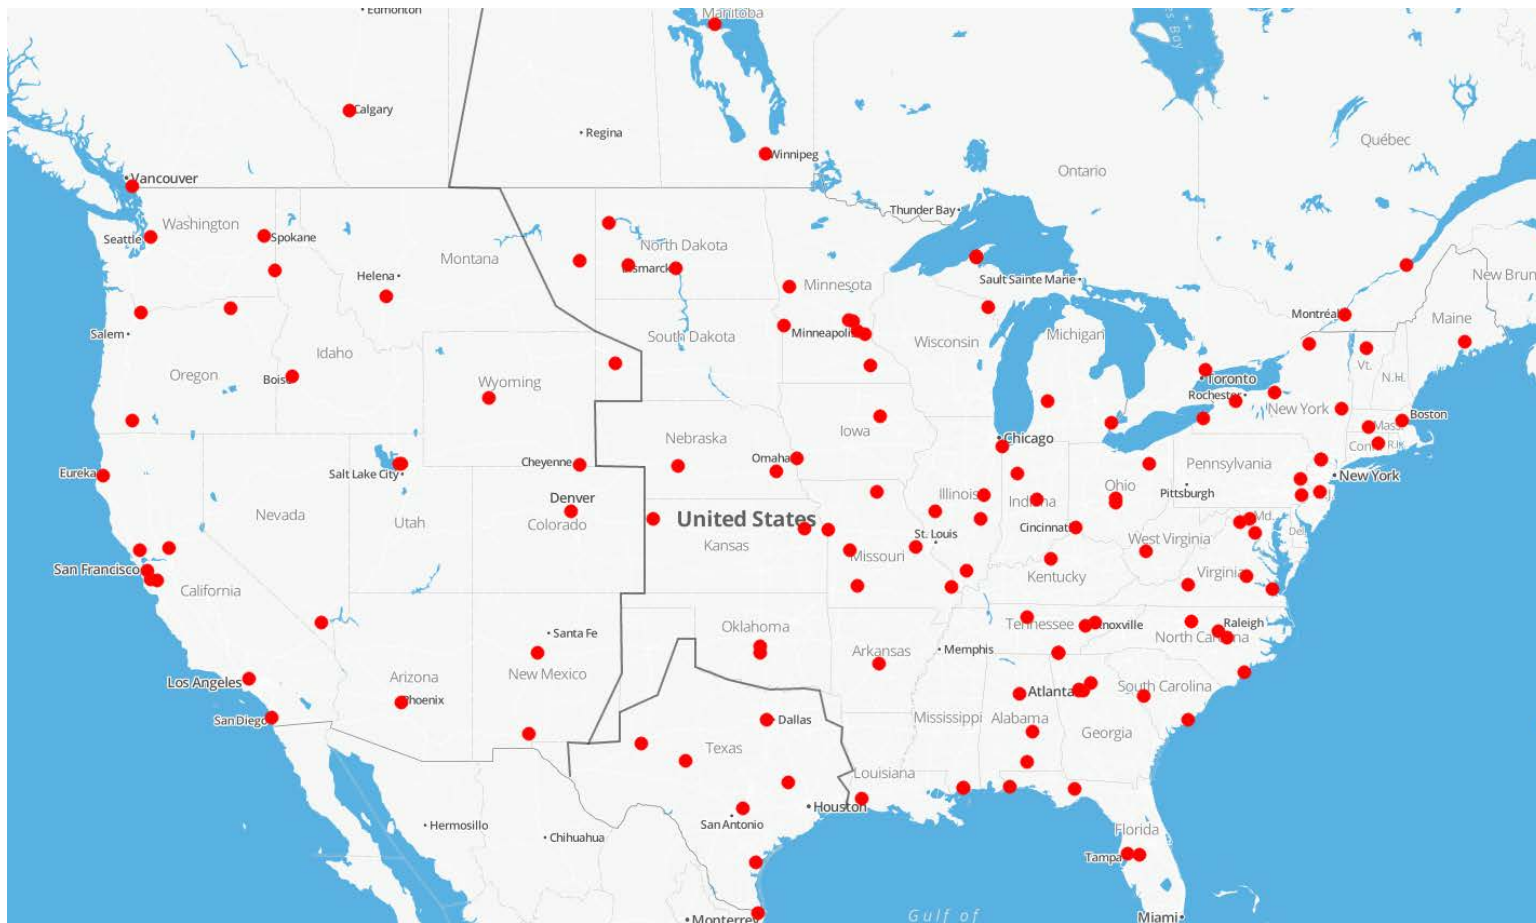 Edmonton
Manitoba
es Bay
Calgary
Regina
Winnipeg
Québec
Ontario
Vancouver
Washington
Seattle
Spokane
Thunder Bay
North Dakota
Montana
Bismarck
Helena
Sault Sainte Marie
New Brun
Minnesota
Montréal
Maine
Salem
Minneapolis
South Dakota
Wisconsin
Michigan
Idaho
Oregon
Boise
Wyoming
Vt.
N.H.
Toronto
Rochester
New York
Boston
Mass.
Iowa
Nebraska
Chicago
Conn.
R.I.
Omaha
Cheyenne
Pennsylvania
Eureka
Salt Lake City
New York
Ohio
Pittsburgh
Illinois
Indiana
Denver
Nevada
Utah
Colorado
United States
Md.
Del.
Cincinnati
St. Louis
West Virginia
Kansas
Missouri
San Francisco
Kentucky
Virginia
California
Oklahoma
Tennessee
Knoxville
Raleigh
Santa Fe
North Carolina
Memphis
Arkansas
Arizona
New Mexico
Los Angeles
South Carolina
Atlanta
Phoenix
San Diego
Mississippi
Alabama
Dallas
Georgia
Texas
Louisiana
Houston
San Antonio
Hermosillo
Chihuahua
Florida
Tampa
Gulf of
Monterrey
Miami